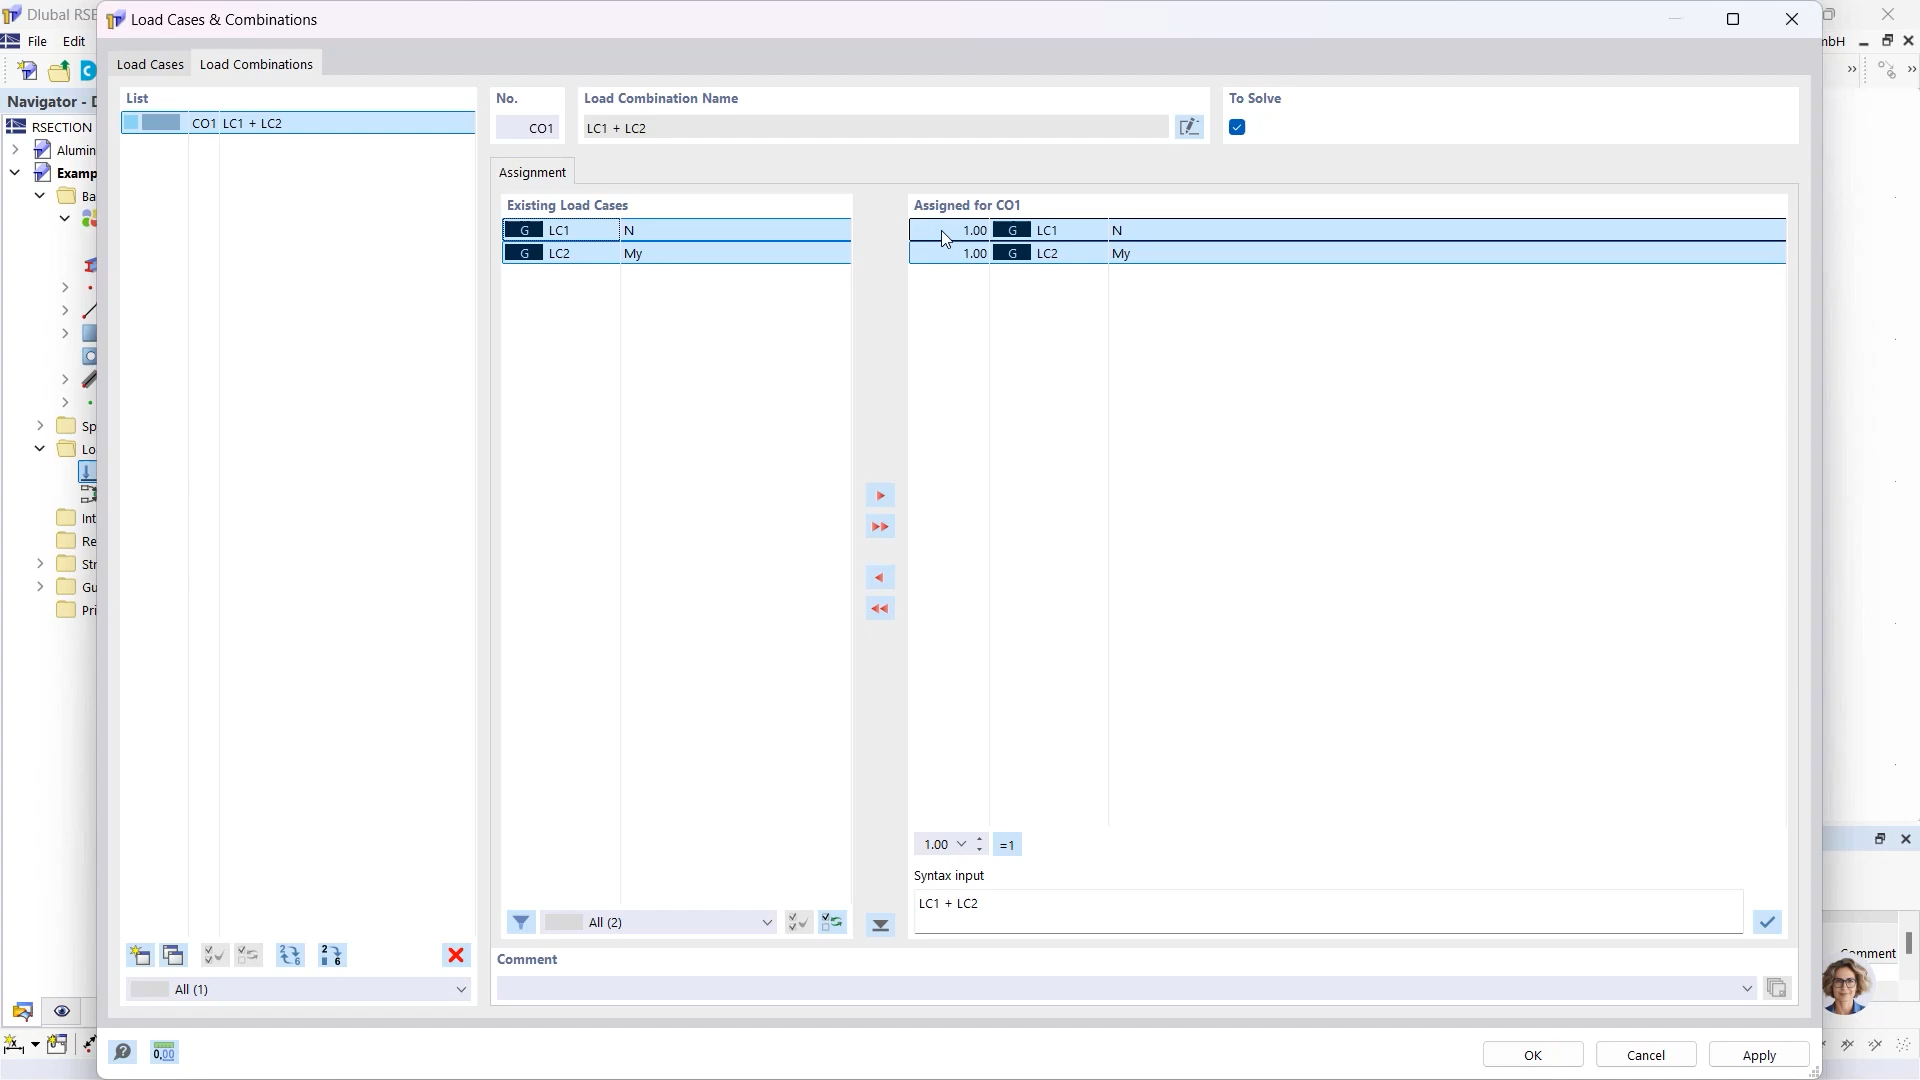 Dlubal RSE
Load Cases & Combinations
File Edit
mbH
Load Cases
Load Combinations
Navigator - D
RSECTION
Alumin
Examp
Ba
Sp
Lo
Int
Re
Str
Gu
Pri
List
CO1 LC1 + LC2
No.
CO1
Load Combination Name
LC1 + LC2
To Solve
Assignment
Existing Load Cases
G LC1 N
G LC2 My
Assigned for CO1
1.00 G LC1 N
1.00 G LC2 My
1.00 =1
Syntax input
LC1 + LC2
All (2)
Comment
All (1)
Comment
0,00
OK
Cancel
Apply